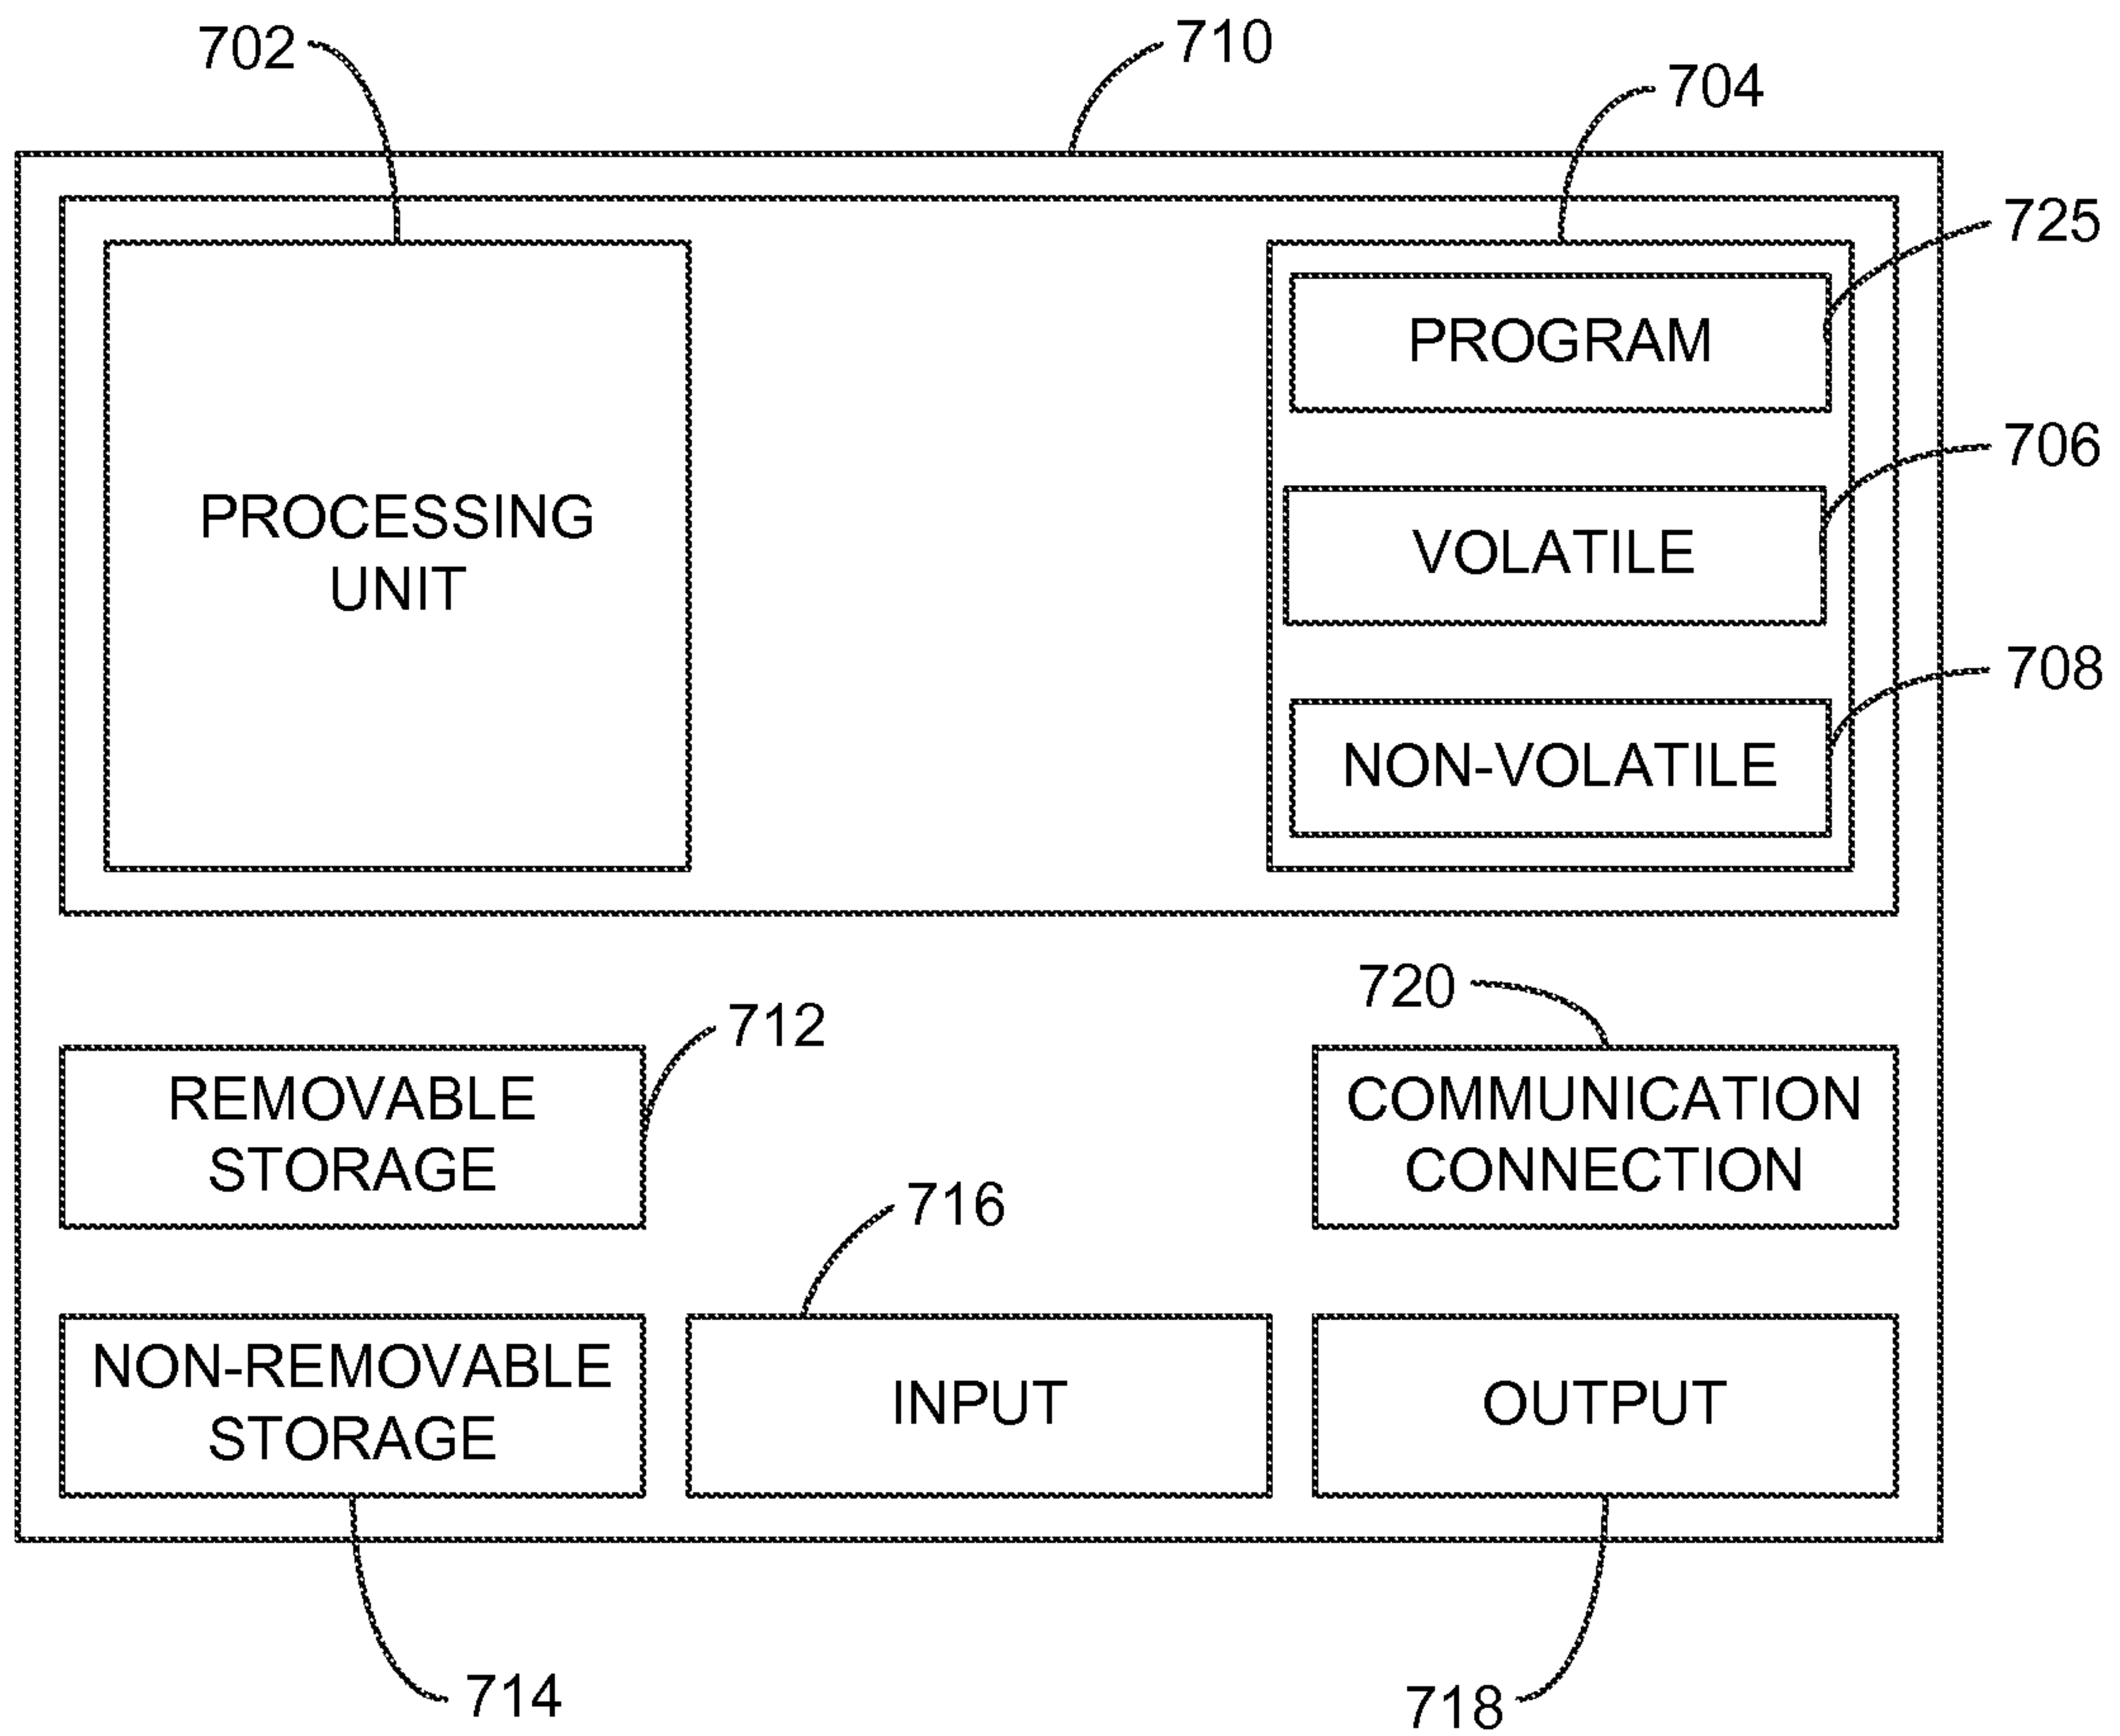 702
710
704
725
PROGRAM
706
PROCESSING
UNIT
VOLATILE
708
NON-VOLATILE
720
712
REMOVABLE
STORAGE
COMMUNICATION
CONNECTION
716
NON-REMOVABLE
STORAGE
INPUT
OUTPUT
714
718